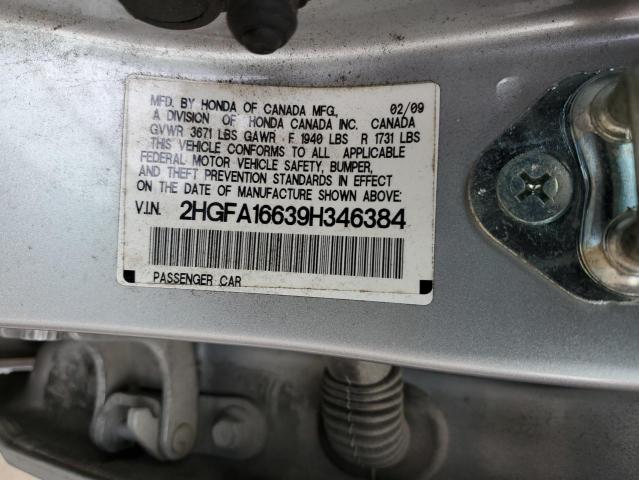 MFD. BY HONDA OF CANADA MFG. 02/09
A DIVISION OF HONDA CANADA INC. CANADA
GVWR 3671 LBS GAWR F 1940 LBS R 1731 LBS
THIS VEHICLE CONFORMS TO ALL APPLICABLE
FEDERAL MOTOR VEHICLE SAFETY, BUMPER,
AND THEFT PREVENTION STANDARDS IN EFFECT
ON THE DATE OF MANUFACTURE SHOWN ABOVE:
V.I.N. 2HGFA16639H346384
PASSENGER CAR